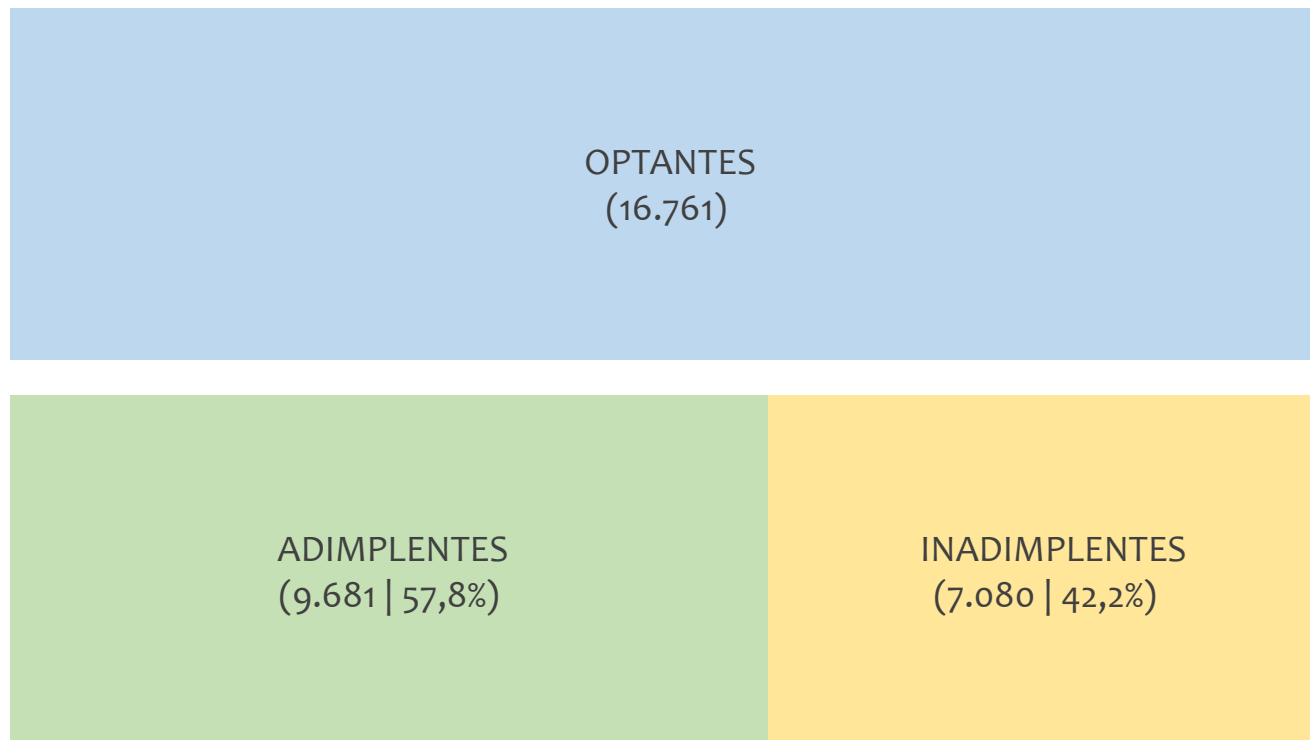 OPTANTES
(16.761)
ADIMPLENTES
(9.681 | 57,8%)
INADIMPLENTES
(7.080 | 42,2%)